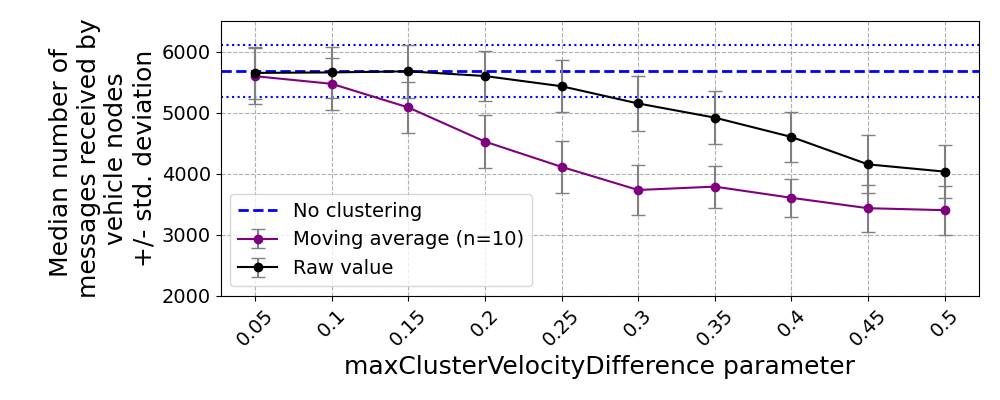 Median number of
messages received by
vehicle nodes
+/- std. deviation
6000
5000
4000
3000
2000
No clustering
Moving average (n=10)
Raw value
0.05
0.1
0.15
0.2
0.25
0.3
0.35
0.4
0.45
0.5
maxClusterVelocityDifference parameter